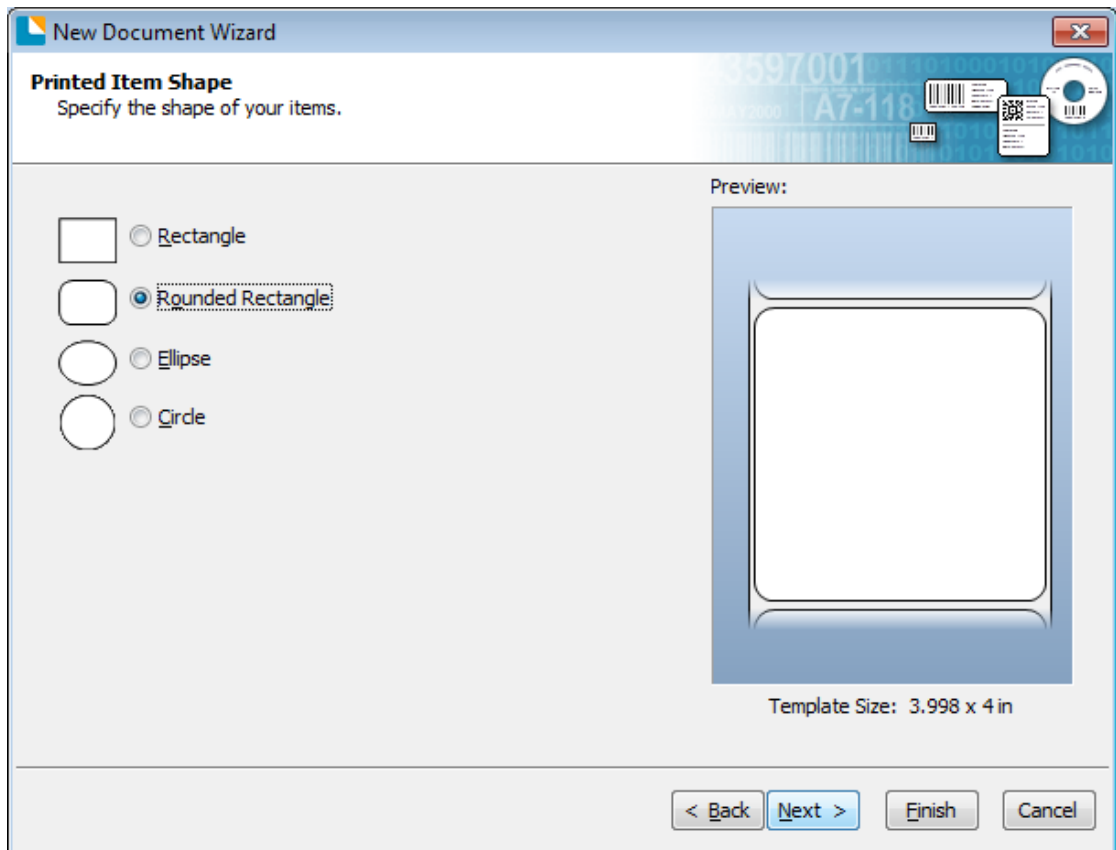 New Document Wizard
Printed Item Shape
Specify the shape of your items.
43597001
A7-118
Preview:
Rectangle
Rounded Rectangle
Ellipse
Circle
Template Size: 3.998 x 4 in
< Back Next > Finish Cancel